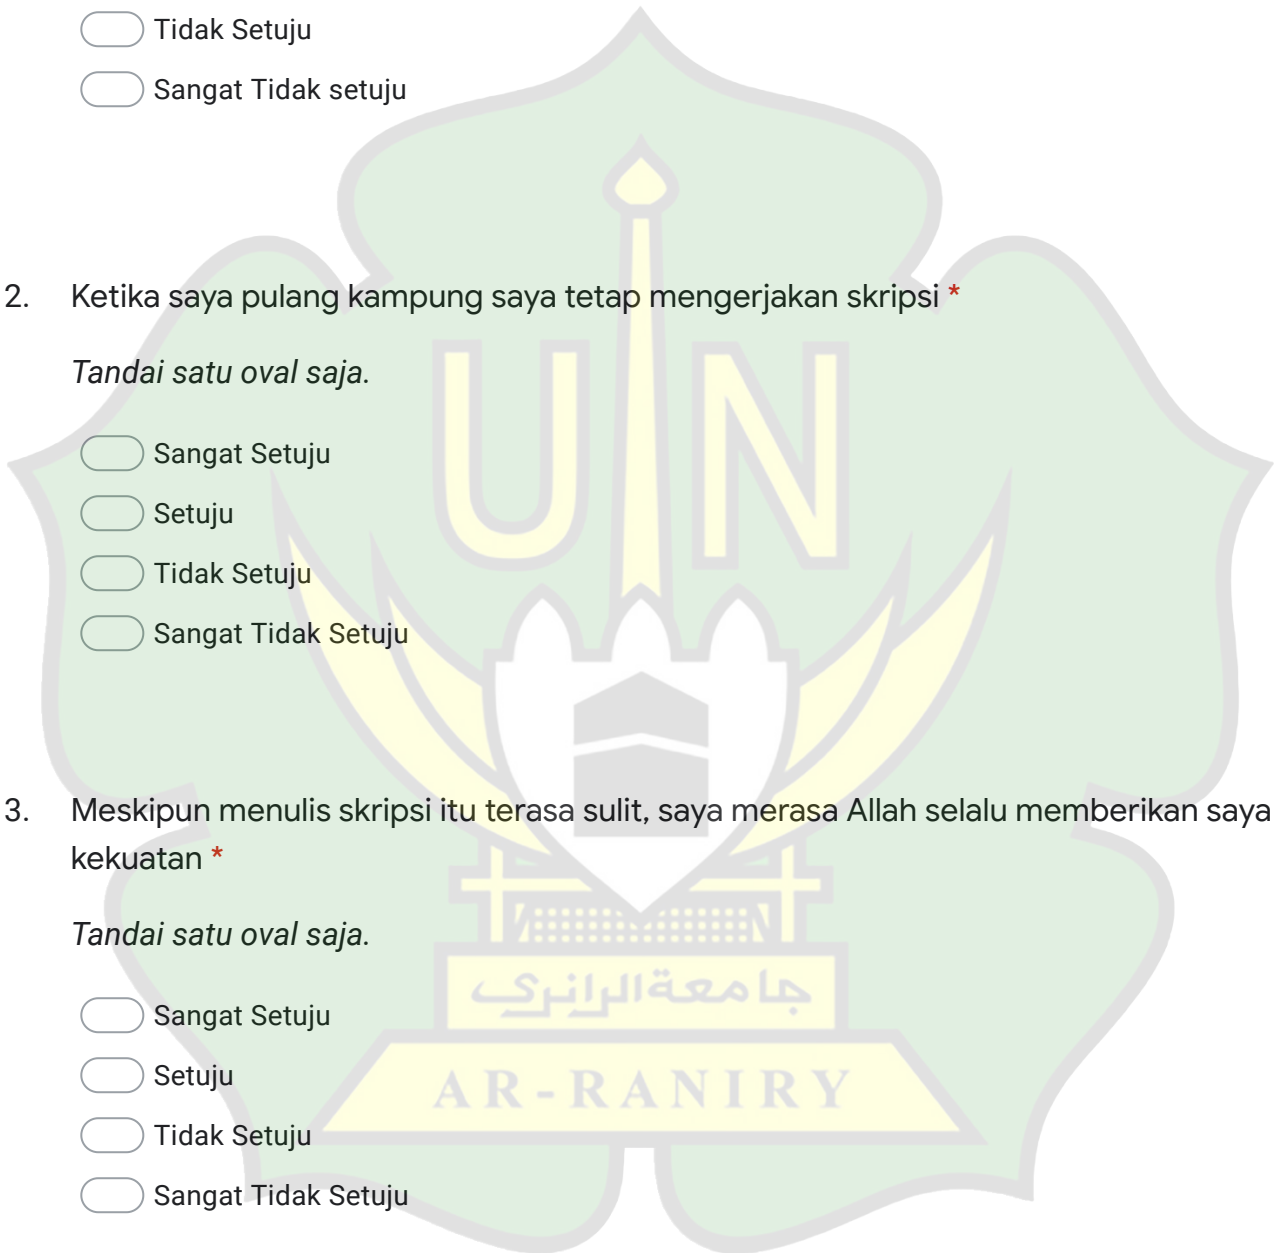 Tidak Setuju
Sangat Tidak setuju
2. Ketika saya pulang kampung saya tetap mengerjakan skripsi *
Tandai satu oval saja.
Sangat Setuju
Setuju
Tidak Setuju
Sangat Tidak Setuju
3. Meskipun menulis skripsi itu terasa sulit, saya merasa Allah selalu memberikan saya
kekuatan *
Tandai satu oval saja.
Sangat Setuju
Setuju
Tidak Setuju
Sangat Tidak Setuju
UIN
جامعة الرانري
AR-RANIRY